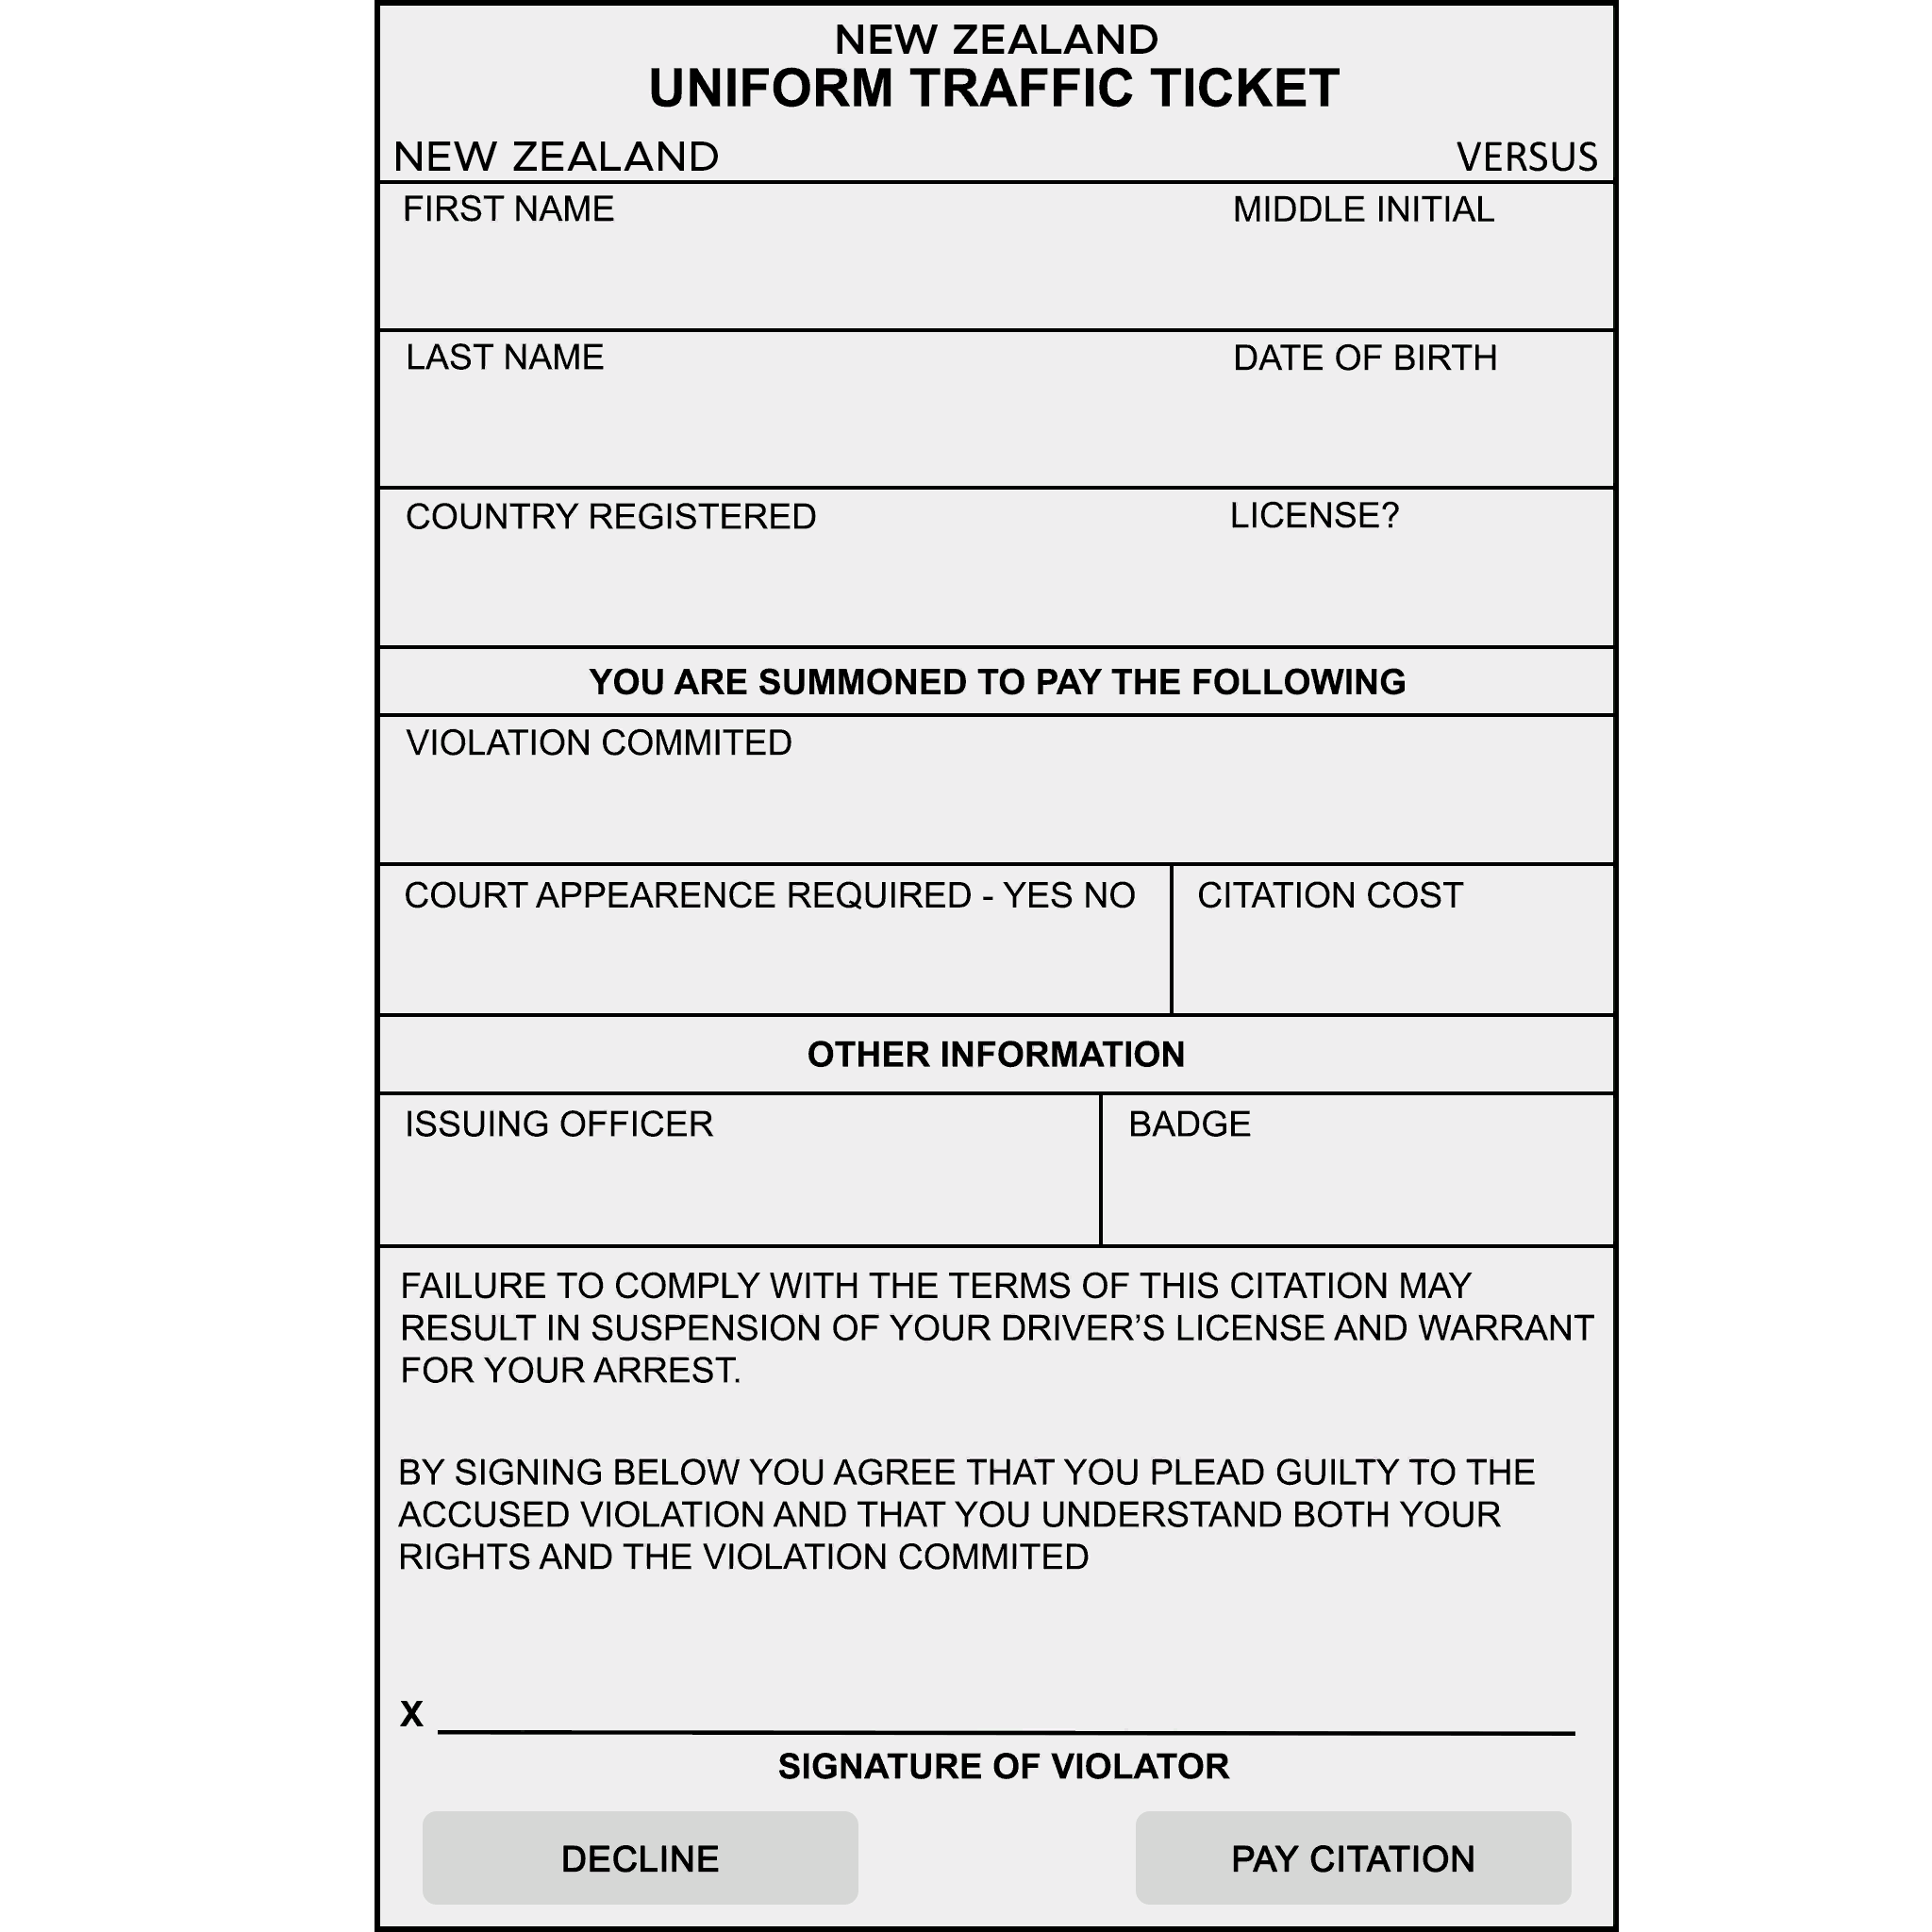 NEW ZEALAND
UNIFORM TRAFFIC TICKET
NEW ZEALAND VERSUS
FIRST NAME MIDDLE INITIAL
LAST NAME DATE OF BIRTH
COUNTRY REGISTERED LICENSE?
YOU ARE SUMMONED TO PAY THE FOLLOWING
VIOLATION COMMITED
COURT APPEARENCE REQUIRED - YES NO CITATION COST
OTHER INFORMATION
ISSUING OFFICER BADGE
FAILURE TO COMPLY WITH THE TERMS OF THIS CITATION MAY
RESULT IN SUSPENSION OF YOUR DRIVER’S LICENSE AND WARRANT
FOR YOUR ARREST.
BY SIGNING BELOW YOU AGREE THAT YOU PLEAD GUILTY TO THE
ACCUSED VIOLATION AND THAT YOU UNDERSTAND BOTH YOUR
RIGHTS AND THE VIOLATION COMMITED
X
SIGNATURE OF VIOLATOR
DECLINE PAY CITATION